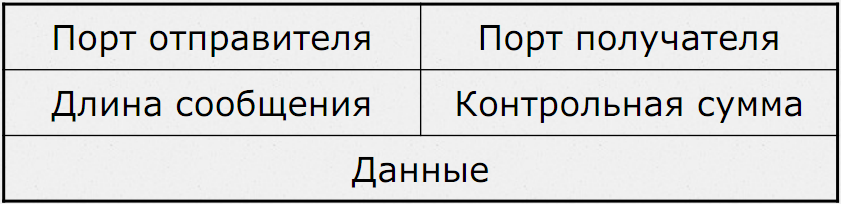 Порт отправителя
Порт получателя
Длина сообщения
Контрольная сумма
Данные